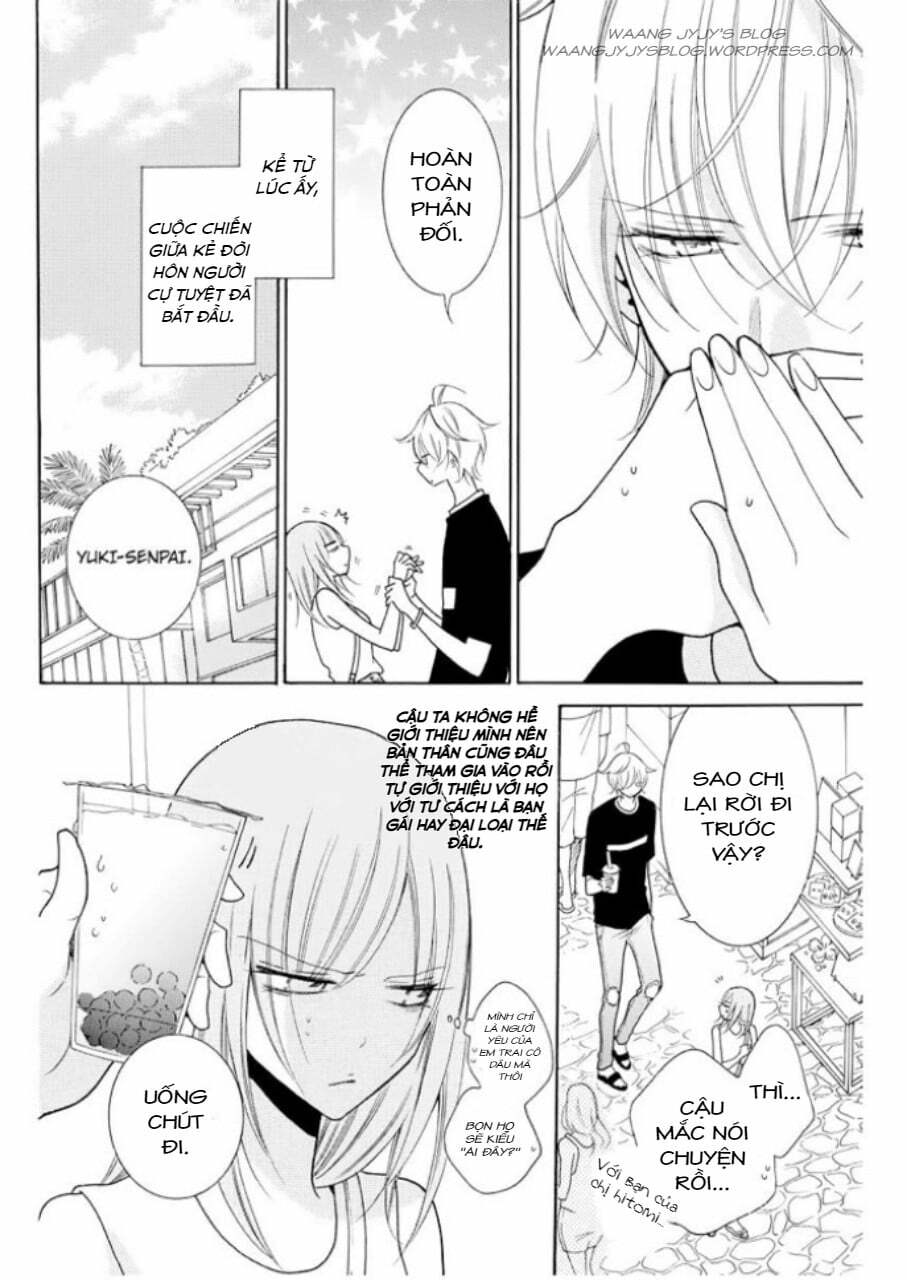 WAANG JYJY'S BLOG
WAANGJYJYSBLOG.WORDPRESS.COM
HOÀN
TOÀN
PHẢN
ĐỐI.
KỂ TỪ
LÚC ẤY,
CUỘC CHIẾN
GIỮA KẺ ĐỚI
HÔN NGƯỜI
CỰ TUYỆT ĐÃ
BẮT ĐẦU.
YUKI-SENPAI.
SAO CHỊ
LẠI RỜI ĐI
TRƯỚC
VẬY?
THÌ...
CẬU
MẮC NÓI
CHUYỆN
RỒI...
Với bạn của
chị hitomi...
CẬU TA KHÔNG HỀ
GIỚI THIỆU MÌNH NÊN
BẢN THÂN CŨNG ĐÂU
THỂ THAM GIA VÀO RỒI
TỰ GIỚI THIỆU VỚI HỌ
VỚI TƯ CÁCH LÀ BẠN
GÁI HAY ĐẠI LOẠI THẾ
ĐÂU.
MÌNH CHỈ
LÀ NGƯỜI
YÊU CỦA
EM TRAI CÔ
DÂU MÀ
THÔI
BỌN HỌ
SẼ KIỂU
"AI ĐÂY?"
UỐNG
CHÚT
ĐI.